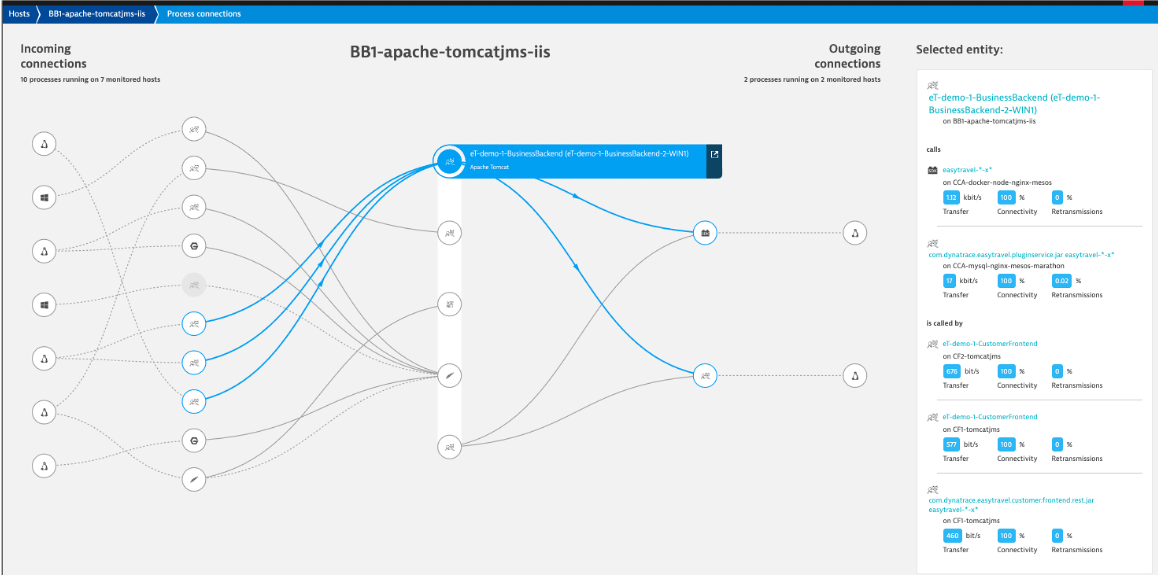 Hosts
BB1-apache-tomcatjms-iis
Process connections
Incoming
connections
10 processes running on 7 monitored hosts
BB1-apache-tomcatjms-iis
Outgoing
connections
2 processes running on 2 monitored hosts
eT-demo-1-BusinessBackend (eT-demo-1-BusinessBackend-2-WIN1)
Apache Tomcat
Selected entity:
eT-demo-1-BusinessBackend (eT-demo-1-
BusinessBackend-2-WIN1)
on BB1-apache-tomcatjms-iis
calls
easytravel-*-x*
on CCA-docker-node-nginx-mesos
1.12 kbit/s 100 % 0 %
Transfer Connectivity Retransmissions
com.dynatrace.easytravel.pluginservice.jar easytravel-*-x*
on CCA-mysql-nginx-mesos-marathon
17 kbit/s 100 % 0.02 %
Transfer Connectivity Retransmissions
is called by
eT-demo-1-CustomerFrontend
on CF2-tomcatjms
676 bit/s 100 % 0 %
Transfer Connectivity Retransmissions
eT-demo-1-CustomerFrontend
on CF1-tomcatjms
577 bit/s 100 % 0 %
Transfer Connectivity Retransmissions
com.dynatrace.easytravel.customer.frontend.rest.jar
easytravel-*-x*
on CF1-tomcatjms
460 bit/s 100 % 0 %
Transfer Connectivity Retransmissions